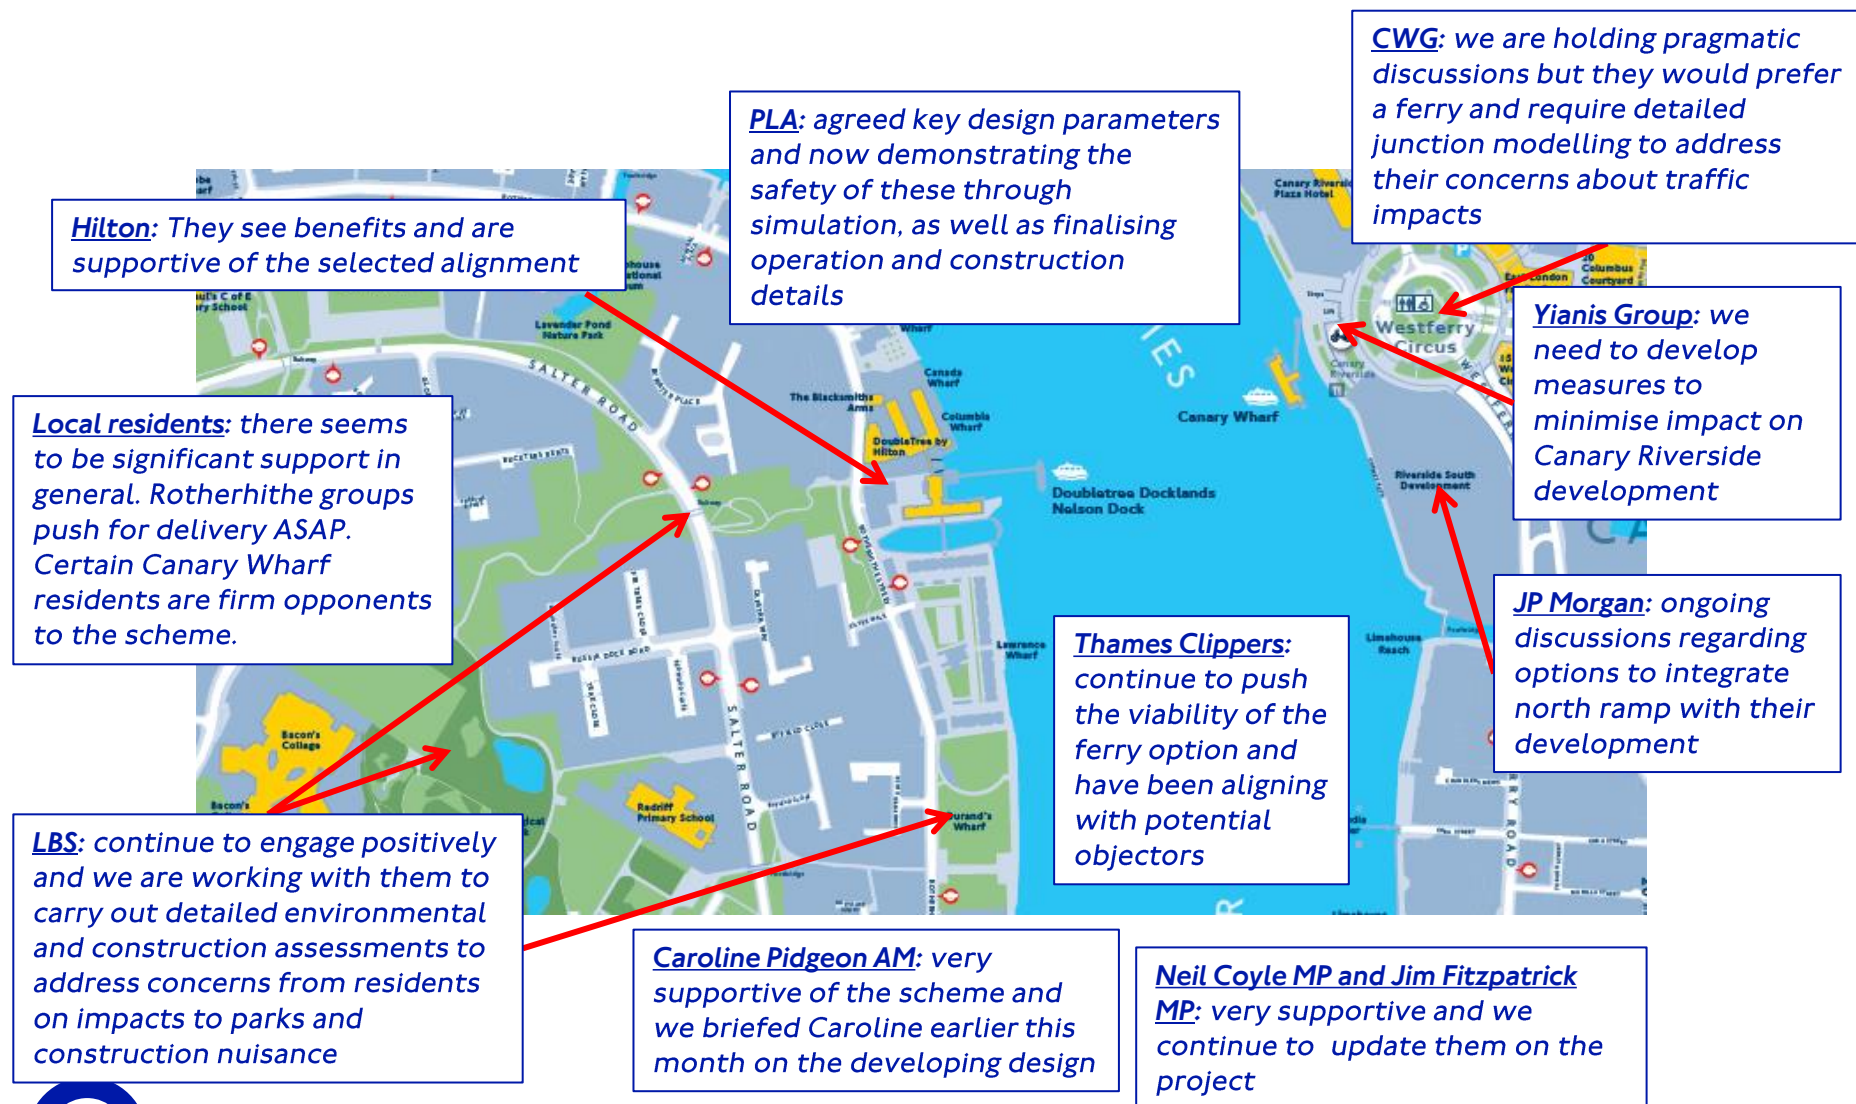 CWG: we are holding pragmatic
discussions but they would prefer
a ferry and require detailed
junction modelling to address
their concerns about traffic
impacts
PLA: agreed key design parameters
and now demonstrating the
safety of these through
simulation, as well as finalising
operation and construction
details
Hilton: They see benefits and are
supportive of the selected alignment
Yianis Group: we
need to develop
measures to
minimise impact on
Canary Riverside
development
Local residents: there seems
to be significant support in
general. Rotherhithe groups
push for delivery ASAP.
Certain Canary Wharf
residents are firm opponents
to the scheme.
JP Morgan: ongoing
discussions regarding
options to integrate
north ramp with their
development
Thames Clippers:
continue to push
the viability of the
ferry option and
have been aligning
with potential
objectors
LBS: continue to engage positively
and we are working with them to
carry out detailed environmental
and construction assessments to
address concerns from residents
on impacts to parks and
construction nuisance
Caroline Pidgeon AM: very
supportive of the scheme and
we briefed Caroline earlier this
month on the developing design
Neil Coyle MP and Jim Fitzpatrick
MP: very supportive and we
continue to  update them on the
project
Canary Riverside
Plaza Hotel
Columbus
Courtyard
Westferry
Circus
Canary
Riverside
Lavender Pond
Nature Park
SALTER ROAD
Wharf
Canada
Wharf
The Blacksmiths
Arms
Columbia
Wharf
DoubleTree by
Hilton
Canary Wharf
Doubletree Docklands
Nelson Dock
Riverside South
Development
Lawrence
Wharf
Limehouse
Reach
Bacon's
College
Bacon's
Redriff
Primary School
SALTER ROAD
Durand's
Wharf
RUSSIA DOCK ROAD